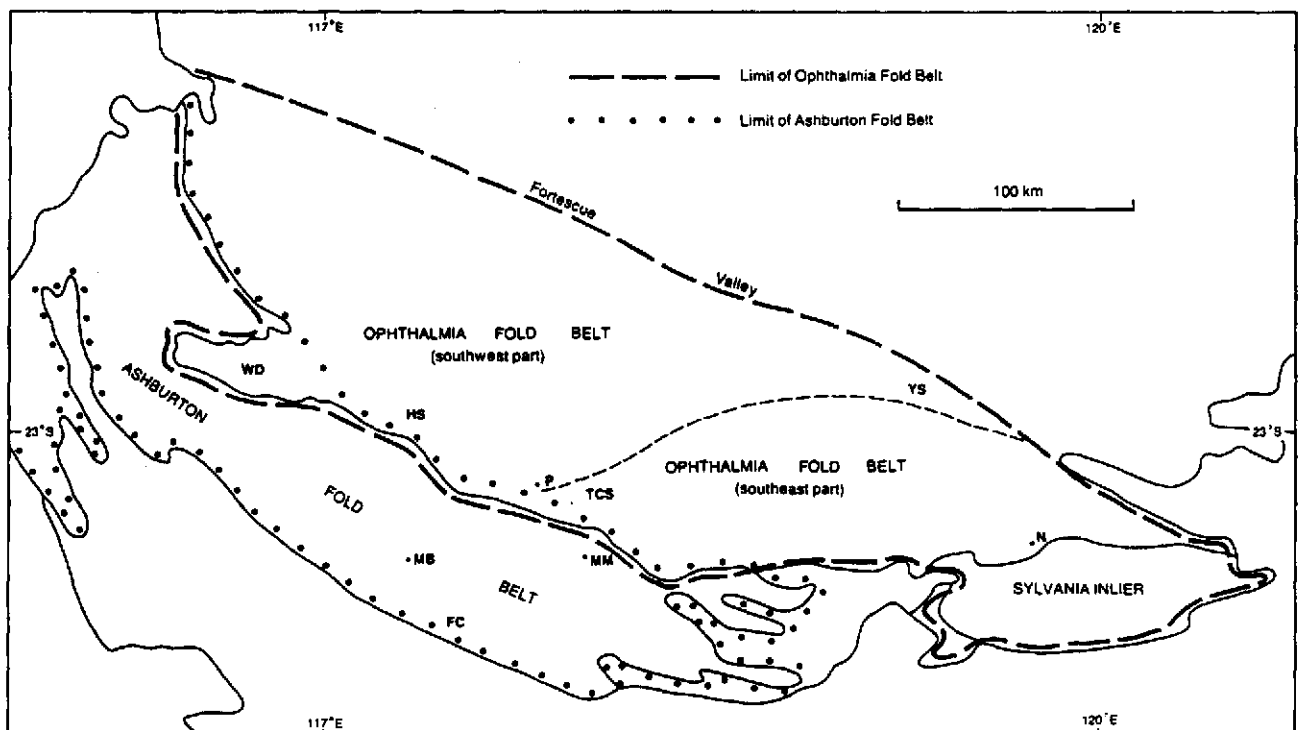 117°E
120°E
Limit of Ophthalmia Fold Belt
Limit of Ashburton Fold Belt
100 km
Fortescue
Valley
OPHTHALMIA FOLD BELT
(southwest part)
WD
ASHBURTON
HS
YS
23°S
23°S
OPHTHALMIA FOLD BELT
(southeast part)
P
TCS
FOLD
MB
MM
N
BELT
SYLVANIA INLIER
FC
117°E
120°E